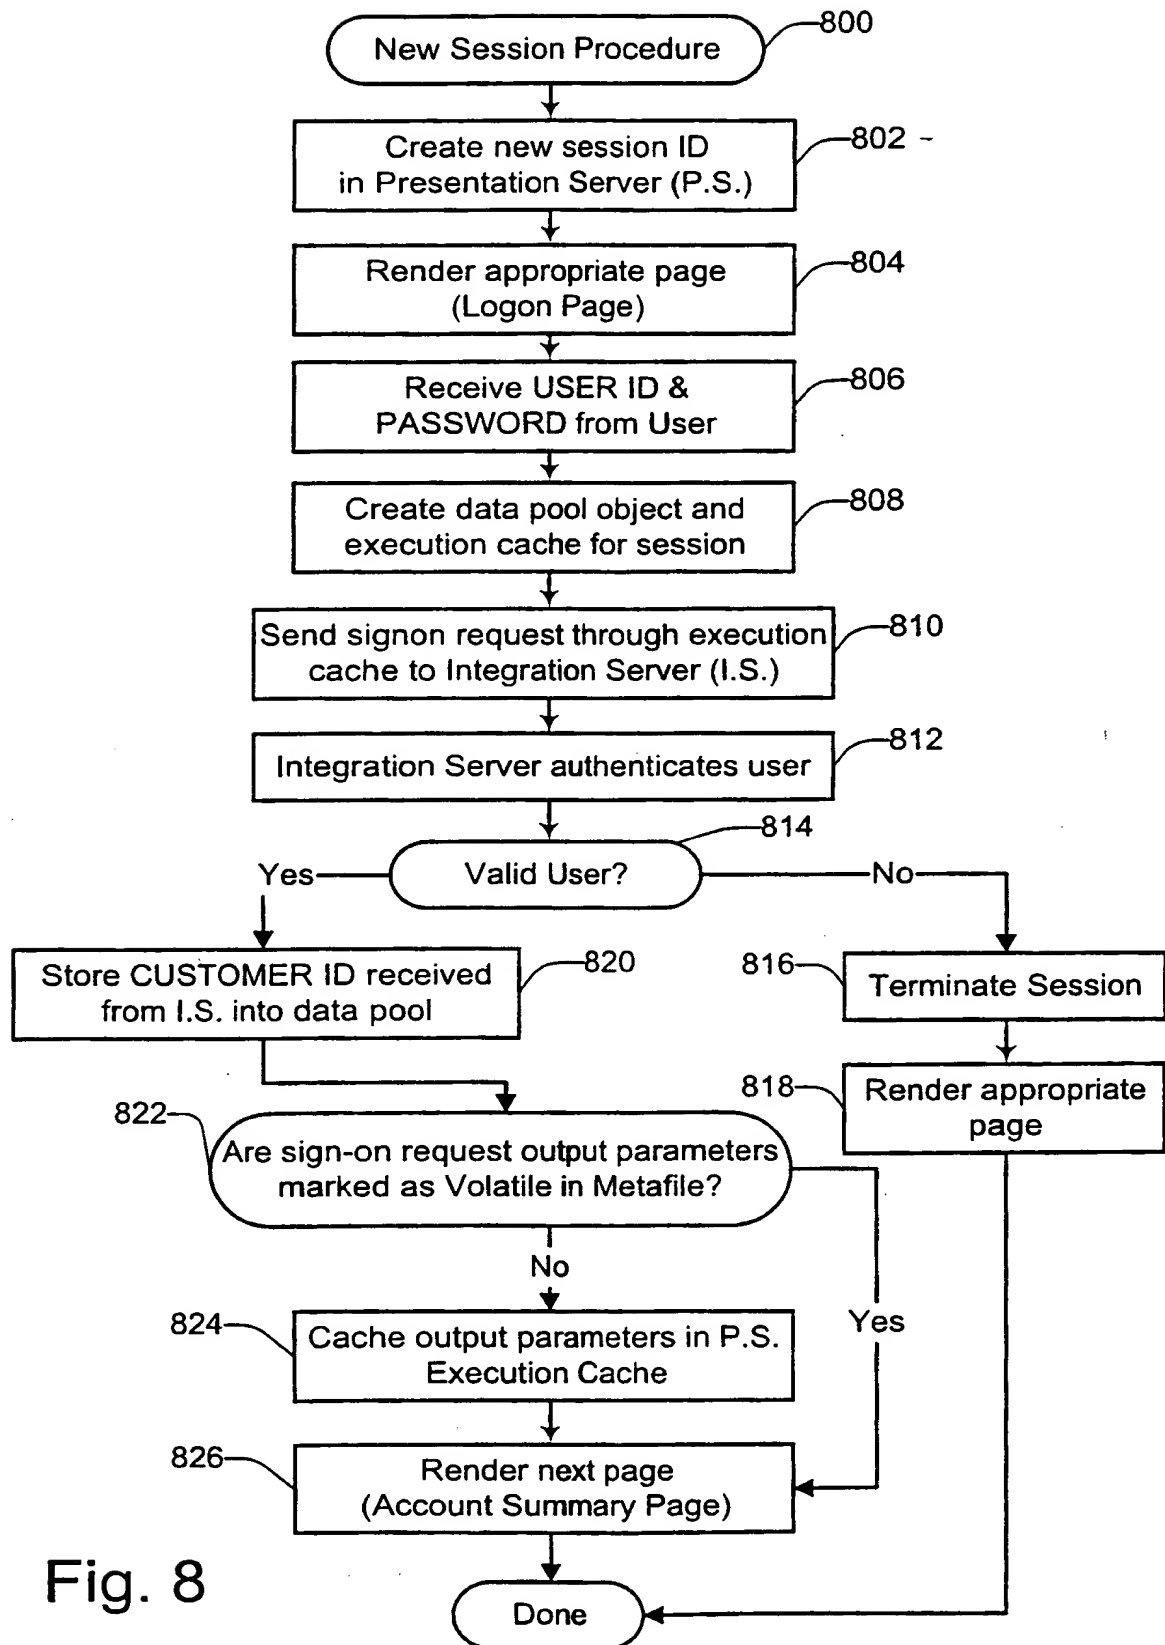 800
New Session Procedure
802
Create new session ID
in Presentation Server (P.S.)
804
Render appropriate page
(Logon Page)
806
Receive USER ID &
PASSWORD from User
808
Create data pool object and
execution cache for session
810
Send signon request through execution
cache to Integration Server (I.S.)
812
Integration Server authenticates user
814
Valid User?
Yes
No
820
Store CUSTOMER ID received
from I.S. into data pool
816
Terminate Session
818
Render appropriate
page
822
Are sign-on request output parameters
marked as Volatile in Metafile?
No
Yes
824
Cache output parameters in P.S.
Execution Cache
826
Render next page
(Account Summary Page)
Fig. 8
Done